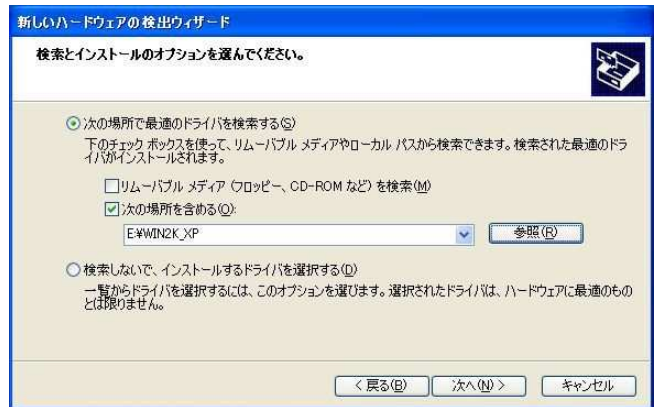 新しいハードウェアの検出ウィザード
検索とインストールのオプションを選んでください。
次の場所で最適のドライバを検索する(S)
下のチェック ボックスを使って、リムーバブル メディアやローカル パスから検索できます。検索された最適のドラ
イバがインストールされます。
リムーバブル メディア (フロッピー、CD-ROM など) を検索(M)
次の場所を含める(O):
E:¥WIN2K_XP
参照(R)
検索しないで、インストールするドライバを選択する(D)
一覧からドライバを選択するには、このオプションを選びます。選択されたドライバは、ハードウェアに最適のもの
とは限りません。
< 戻る(B)
次へ(N) >
キャンセル